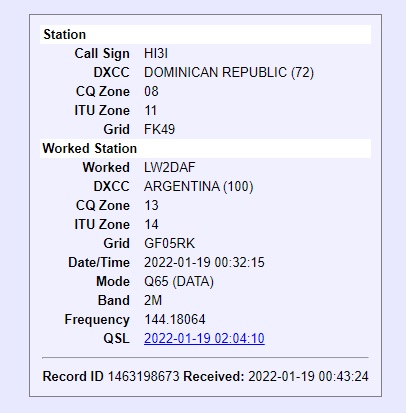 Station
Call Sign HI3I
DXCC DOMINICAN REPUBLIC (72)
CQ Zone 08
ITU Zone 11
Grid FK49
Worked Station
Worked LW2DAF
DXCC ARGENTINA (100)
CQ Zone 13
ITU Zone 14
Grid GF05RK
Date/Time 2022-01-19 00:32:15
Mode Q65 (DATA)
Band 2M
Frequency 144.18064
QSL 2022-01-19 02:04:10
Record ID 1463198673 Received: 2022-01-19 00:43:24